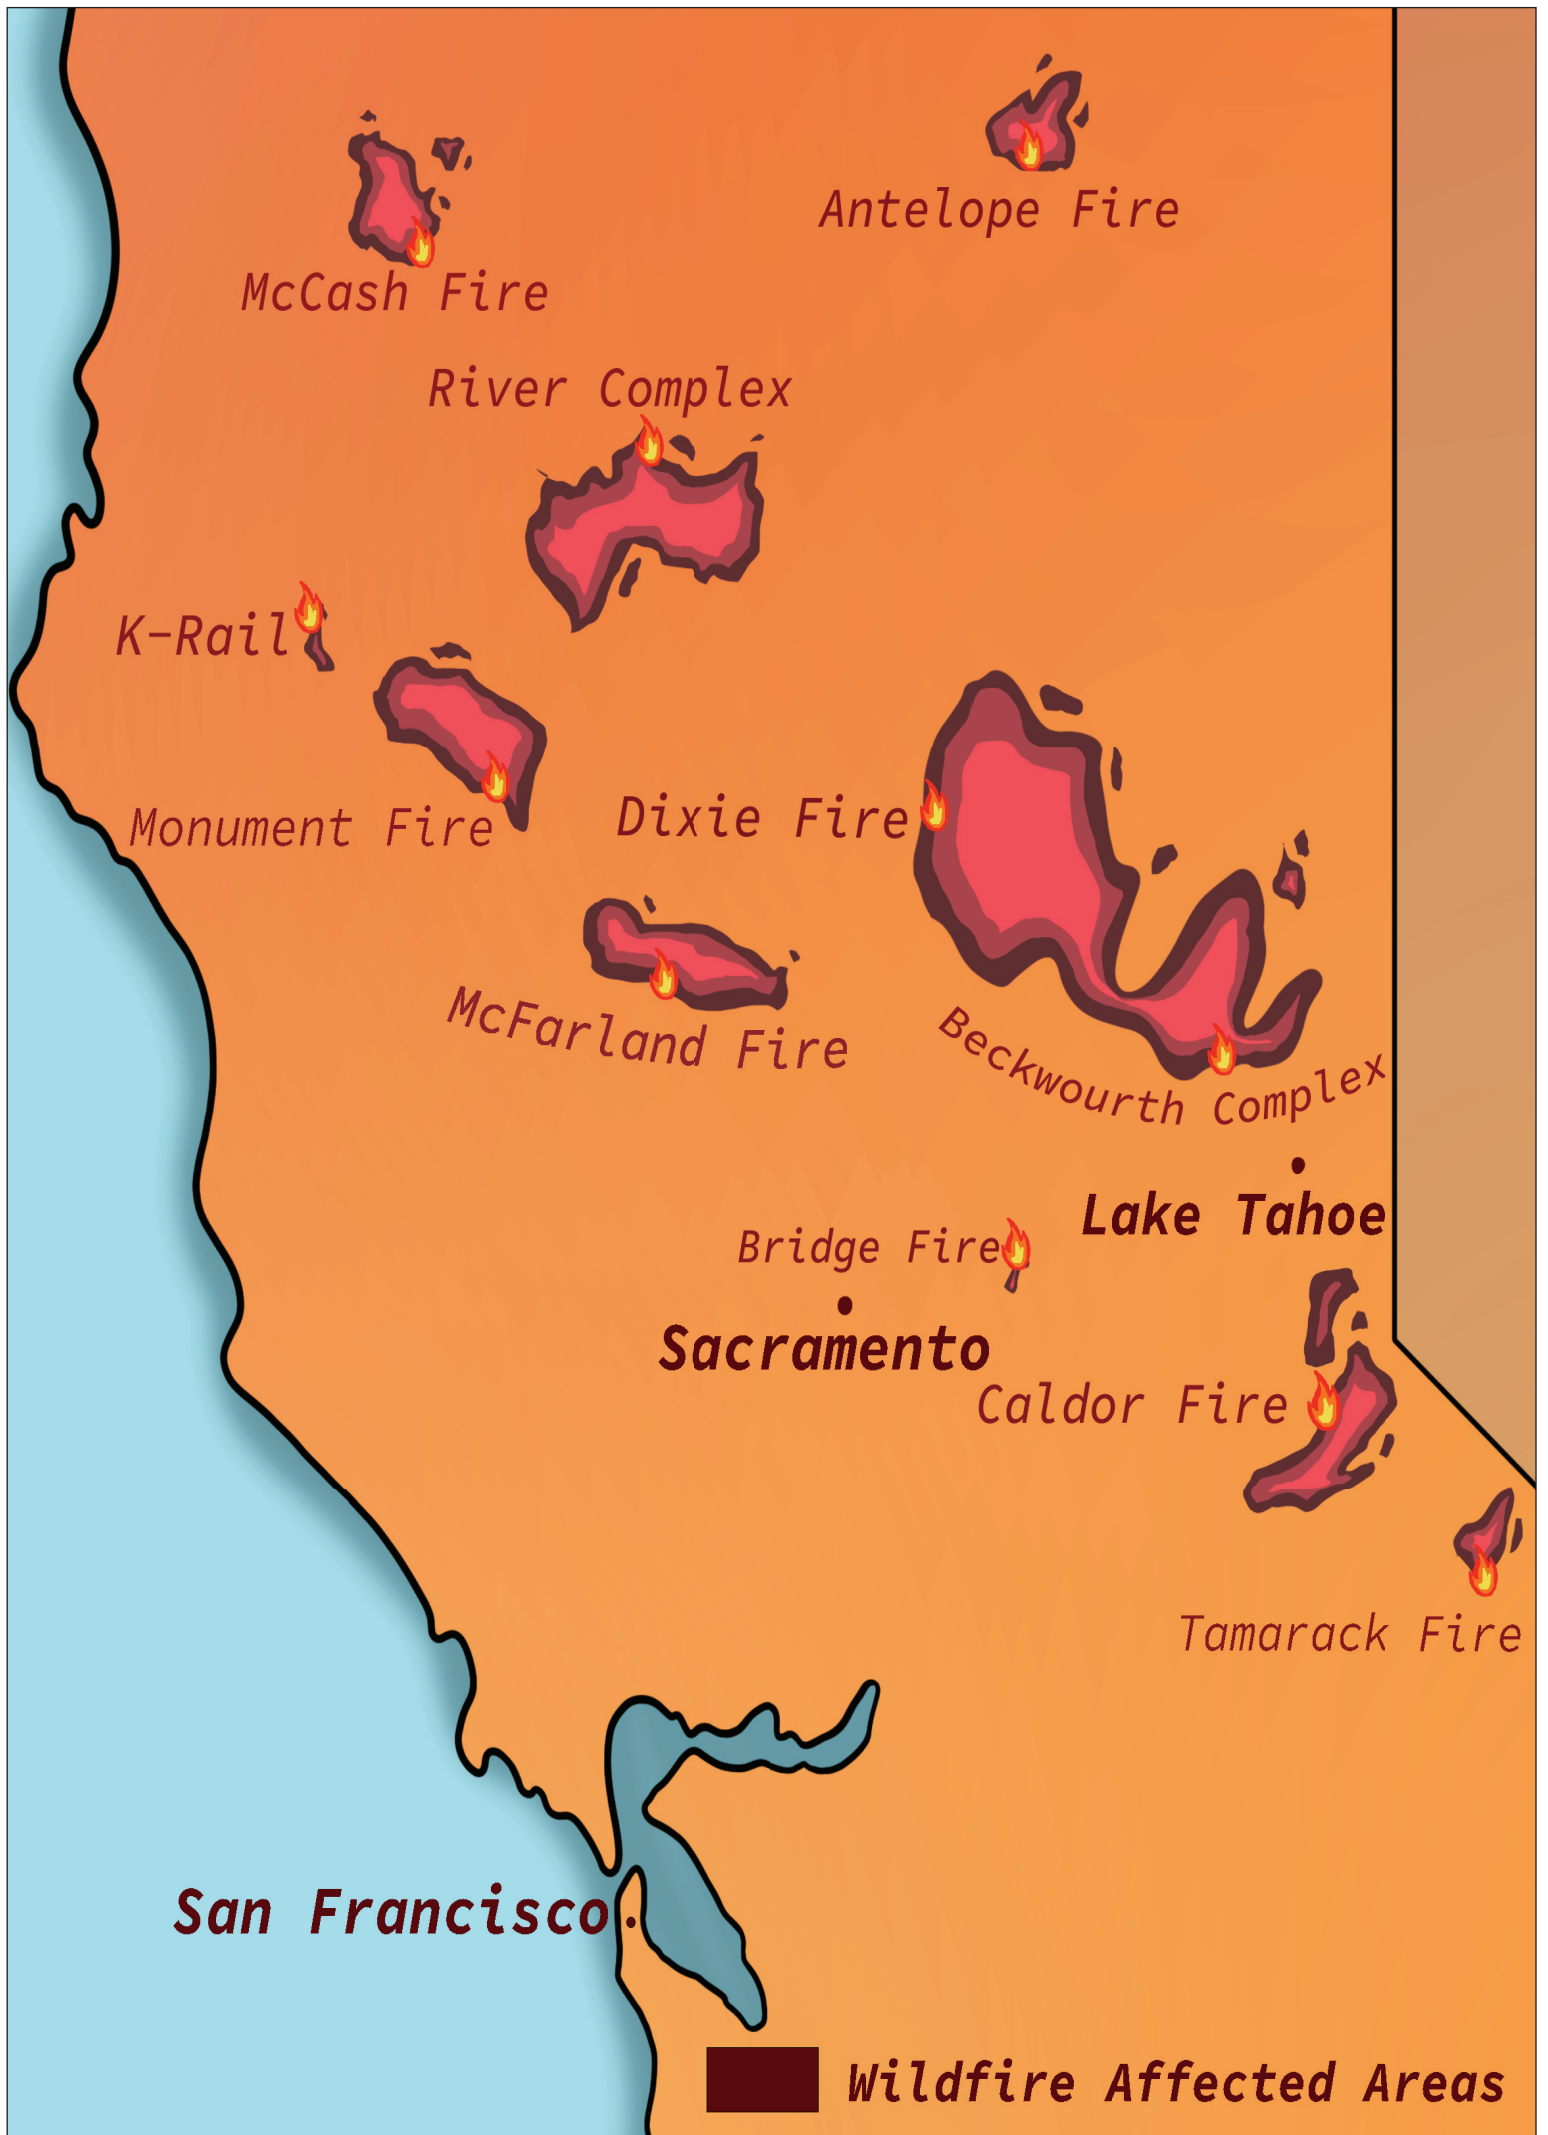 Antelope Fire
McCash Fire
River Complex
K-Rail
Monument Fire
Dixie Fire
McFarland Fire
Beckwourth Complex
Lake Tahoe
Bridge Fire
Sacramento
Caldor Fire
Tamarack Fire
San Francisco
Wildfire Affected Areas